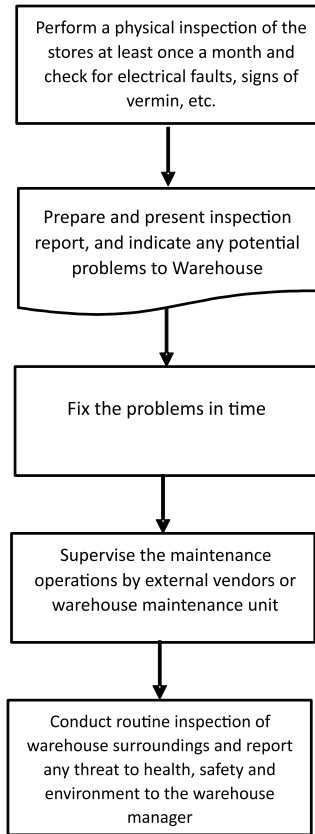 Perform a physical inspection of the
stores at least once a month and
check for electrical faults, signs of
vermin, etc.
Prepare and present inspection
report, and indicate any potential
problems to Warehouse
Fix the problems in time
Supervise the maintenance
operations by external vendors or
warehouse maintenance unit
Conduct routine inspection of
warehouse surroundings and report
any threat to health, safety and
environment to the warehouse
manager